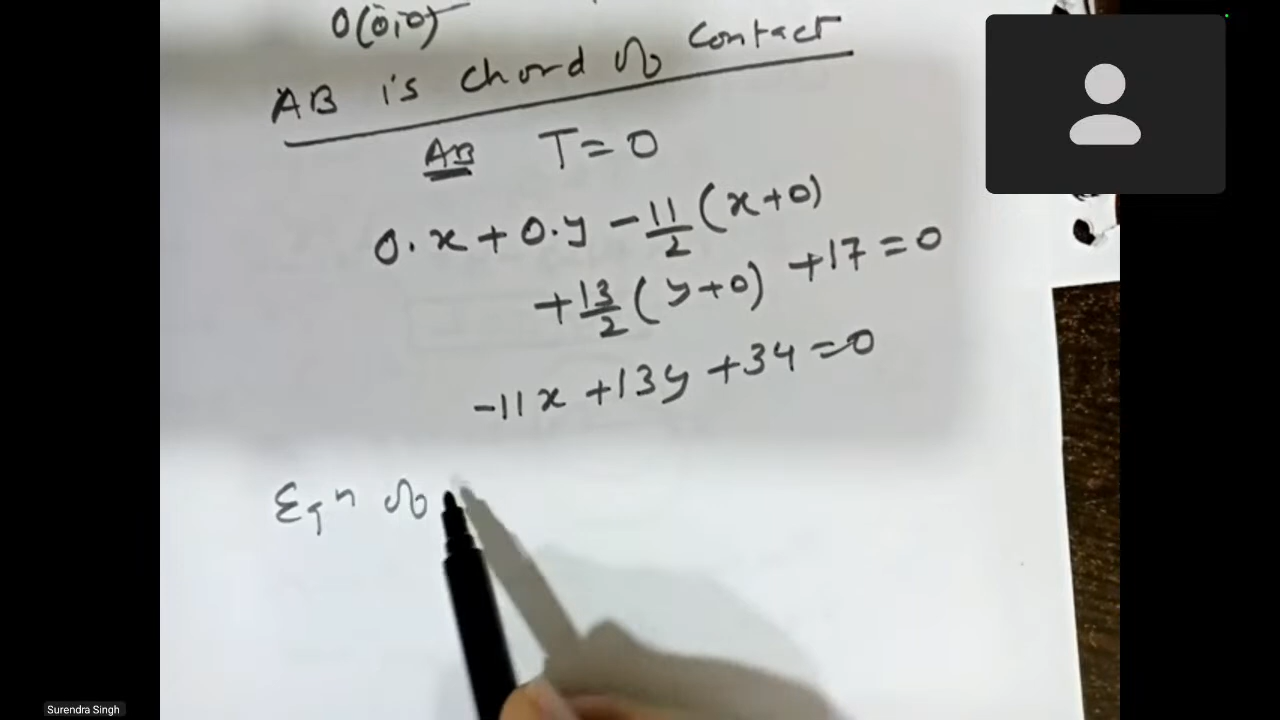 O(0,0)
AB is chord of contact
AB T=0
0·x+0·y-11/2(x+0)
+13/2(y+0)+17=0
-11x+13y+34=0
Eqn of
Surendra Singh